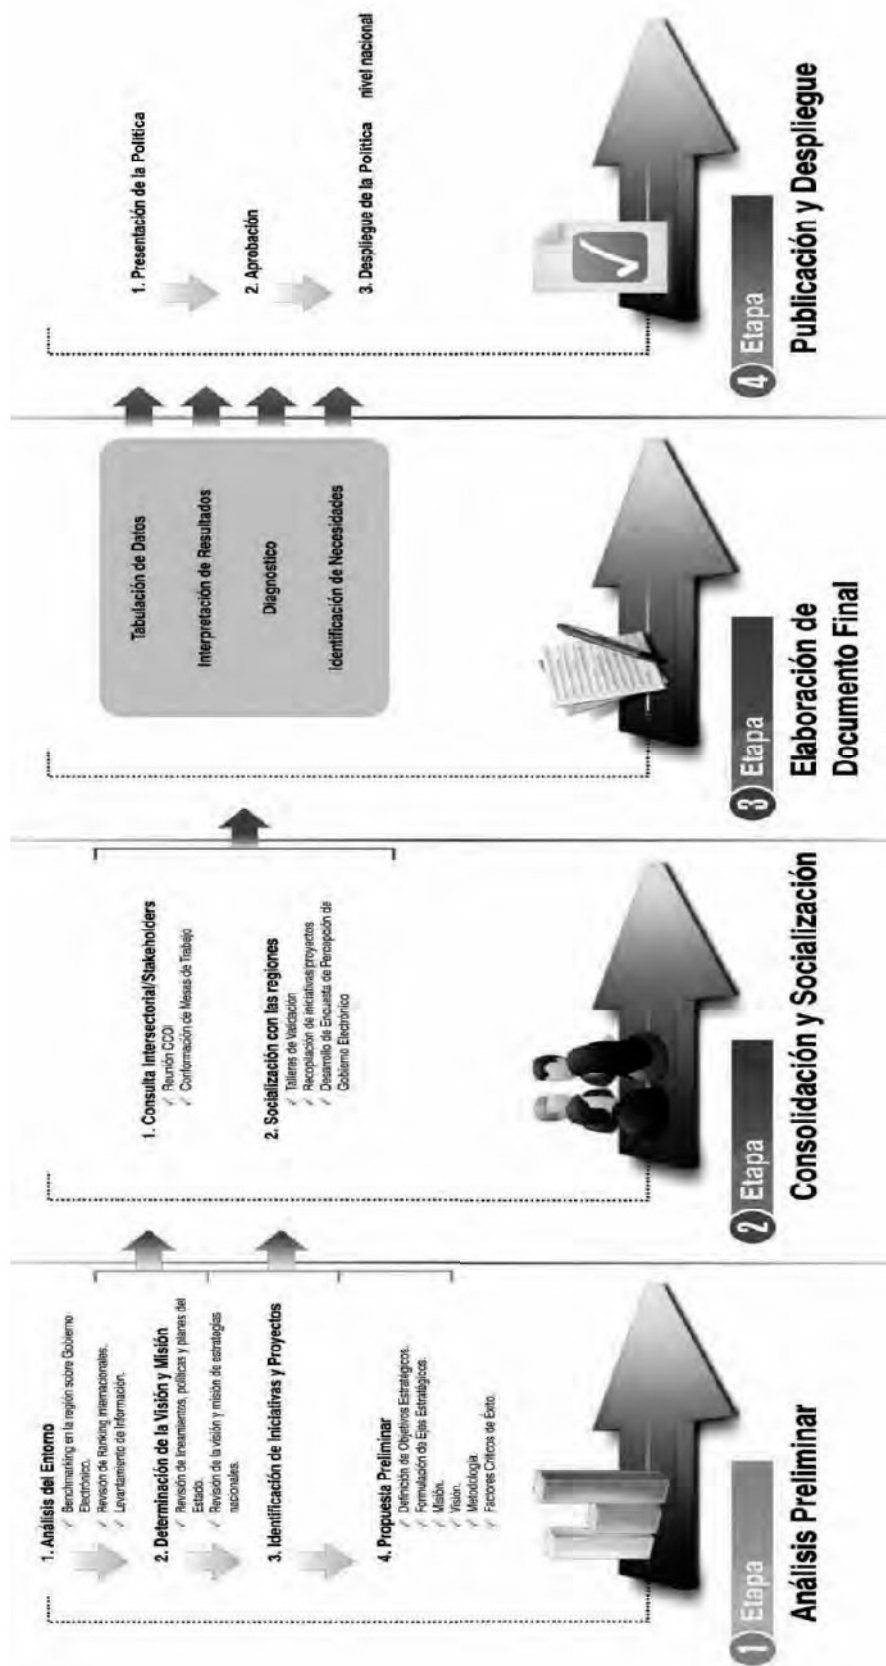 1. Análisis del Entorno
✓ Benchmarking en la región sobre Gobierno
Electrónico.
✓ Revisión de Ranking internacionales.
✓ Levantamiento de Información.
2. Determinación de la Visión y Misión
✓ Revisión de lineamientos, políticas y planes del
Estado.
✓ Revisión de la visión y misión de estrategias
nacionales.
3. Identificación de Iniciativas y Proyectos
4. Propuesta Preliminar
✓ Definición de Objetivos Estratégicos.
✓ Formulación de Ejes Estratégicos.
✓ Misión.
✓ Visión.
✓ Metodología.
✓ Factores Críticos de Éxito.
1 Etapa
Análisis Preliminar
1. Consulta Intersectorial/Stakeholders
✓ Reunión CCOI
✓ Conformación de Mesas de Trabajo
2. Socialización con las regiones
✓ Talleres de Validación
✓ Recopilación de iniciativas proyectos
✓ Desarrollo de Encuesta de Percepción de
Gobierno Electrónico
2 Etapa
Consolidación y Socialización
Tabulación de Datos
Interpretación de Resultados
Diagnóstico
Identificación de Necesidades
3 Etapa
Elaboración de
Documento Final
1. Presentación de la Política
2. Aprobación
3. Despliegue de la Política nivel nacional
4 Etapa
Publicación y Despliegue